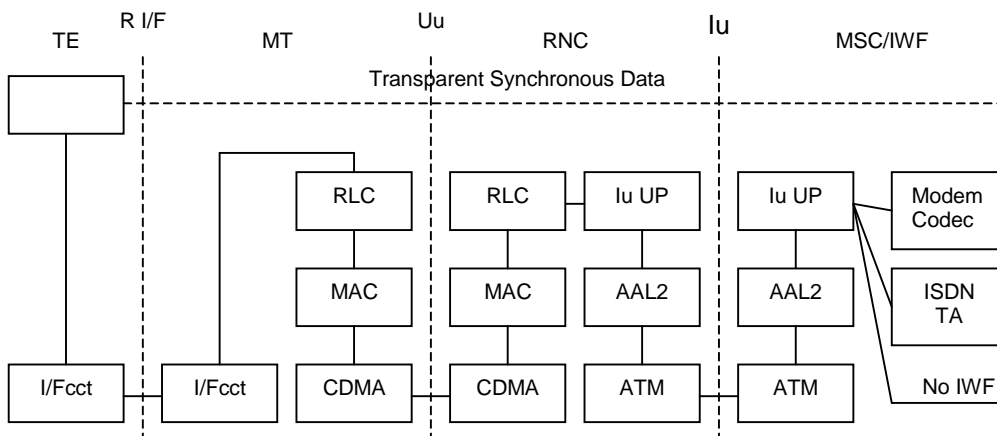 R I/F
Uu
Iu
TE
MT
RNC
MSC/IWF
Transparent Synchronous Data
RLC
RLC
Iu UP
Iu UP
Modem
Codec
MAC
MAC
AAL2
AAL2
ISDN
TA
I/Fcct
I/Fcct
CDMA
CDMA
ATM
ATM
No IWF